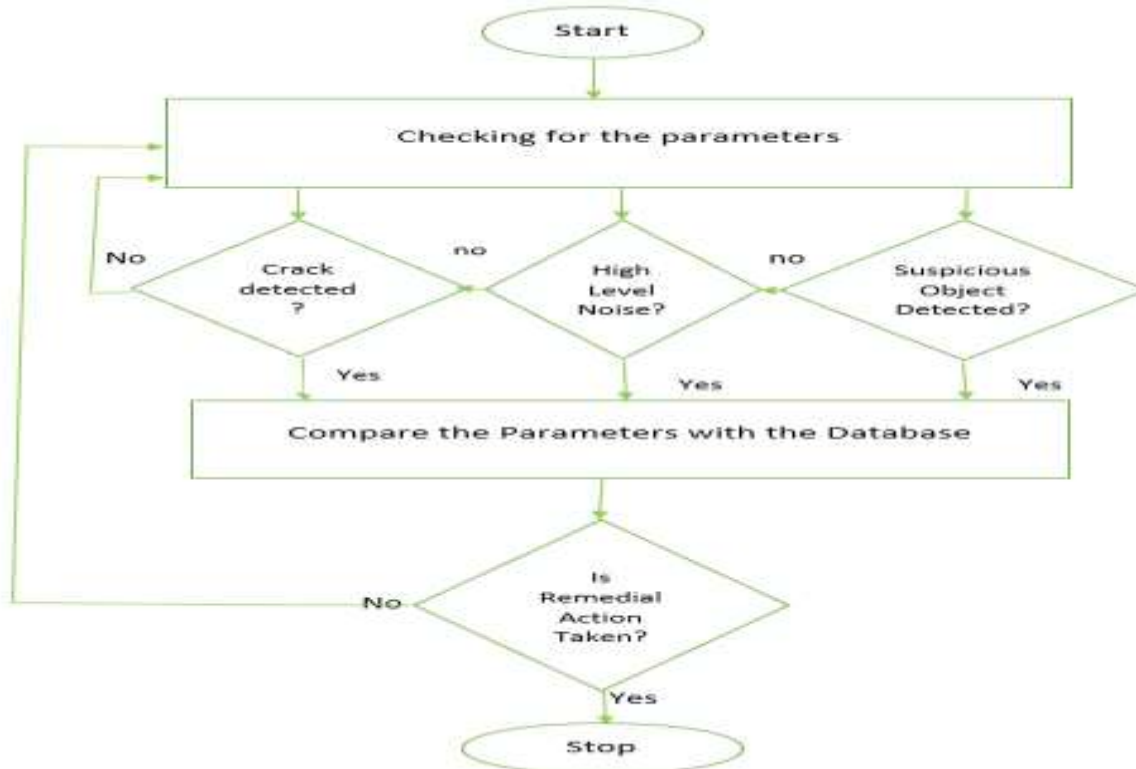 Start
Checking for the parameters
No
Crack
detected
?
no
High
Level
Noise?
no
Suspicious
Object
Detected?
Yes
Yes
Yes
Compare the Parameters with the Database
Is
Remedial
Action
Taken?
No
Yes
Stop